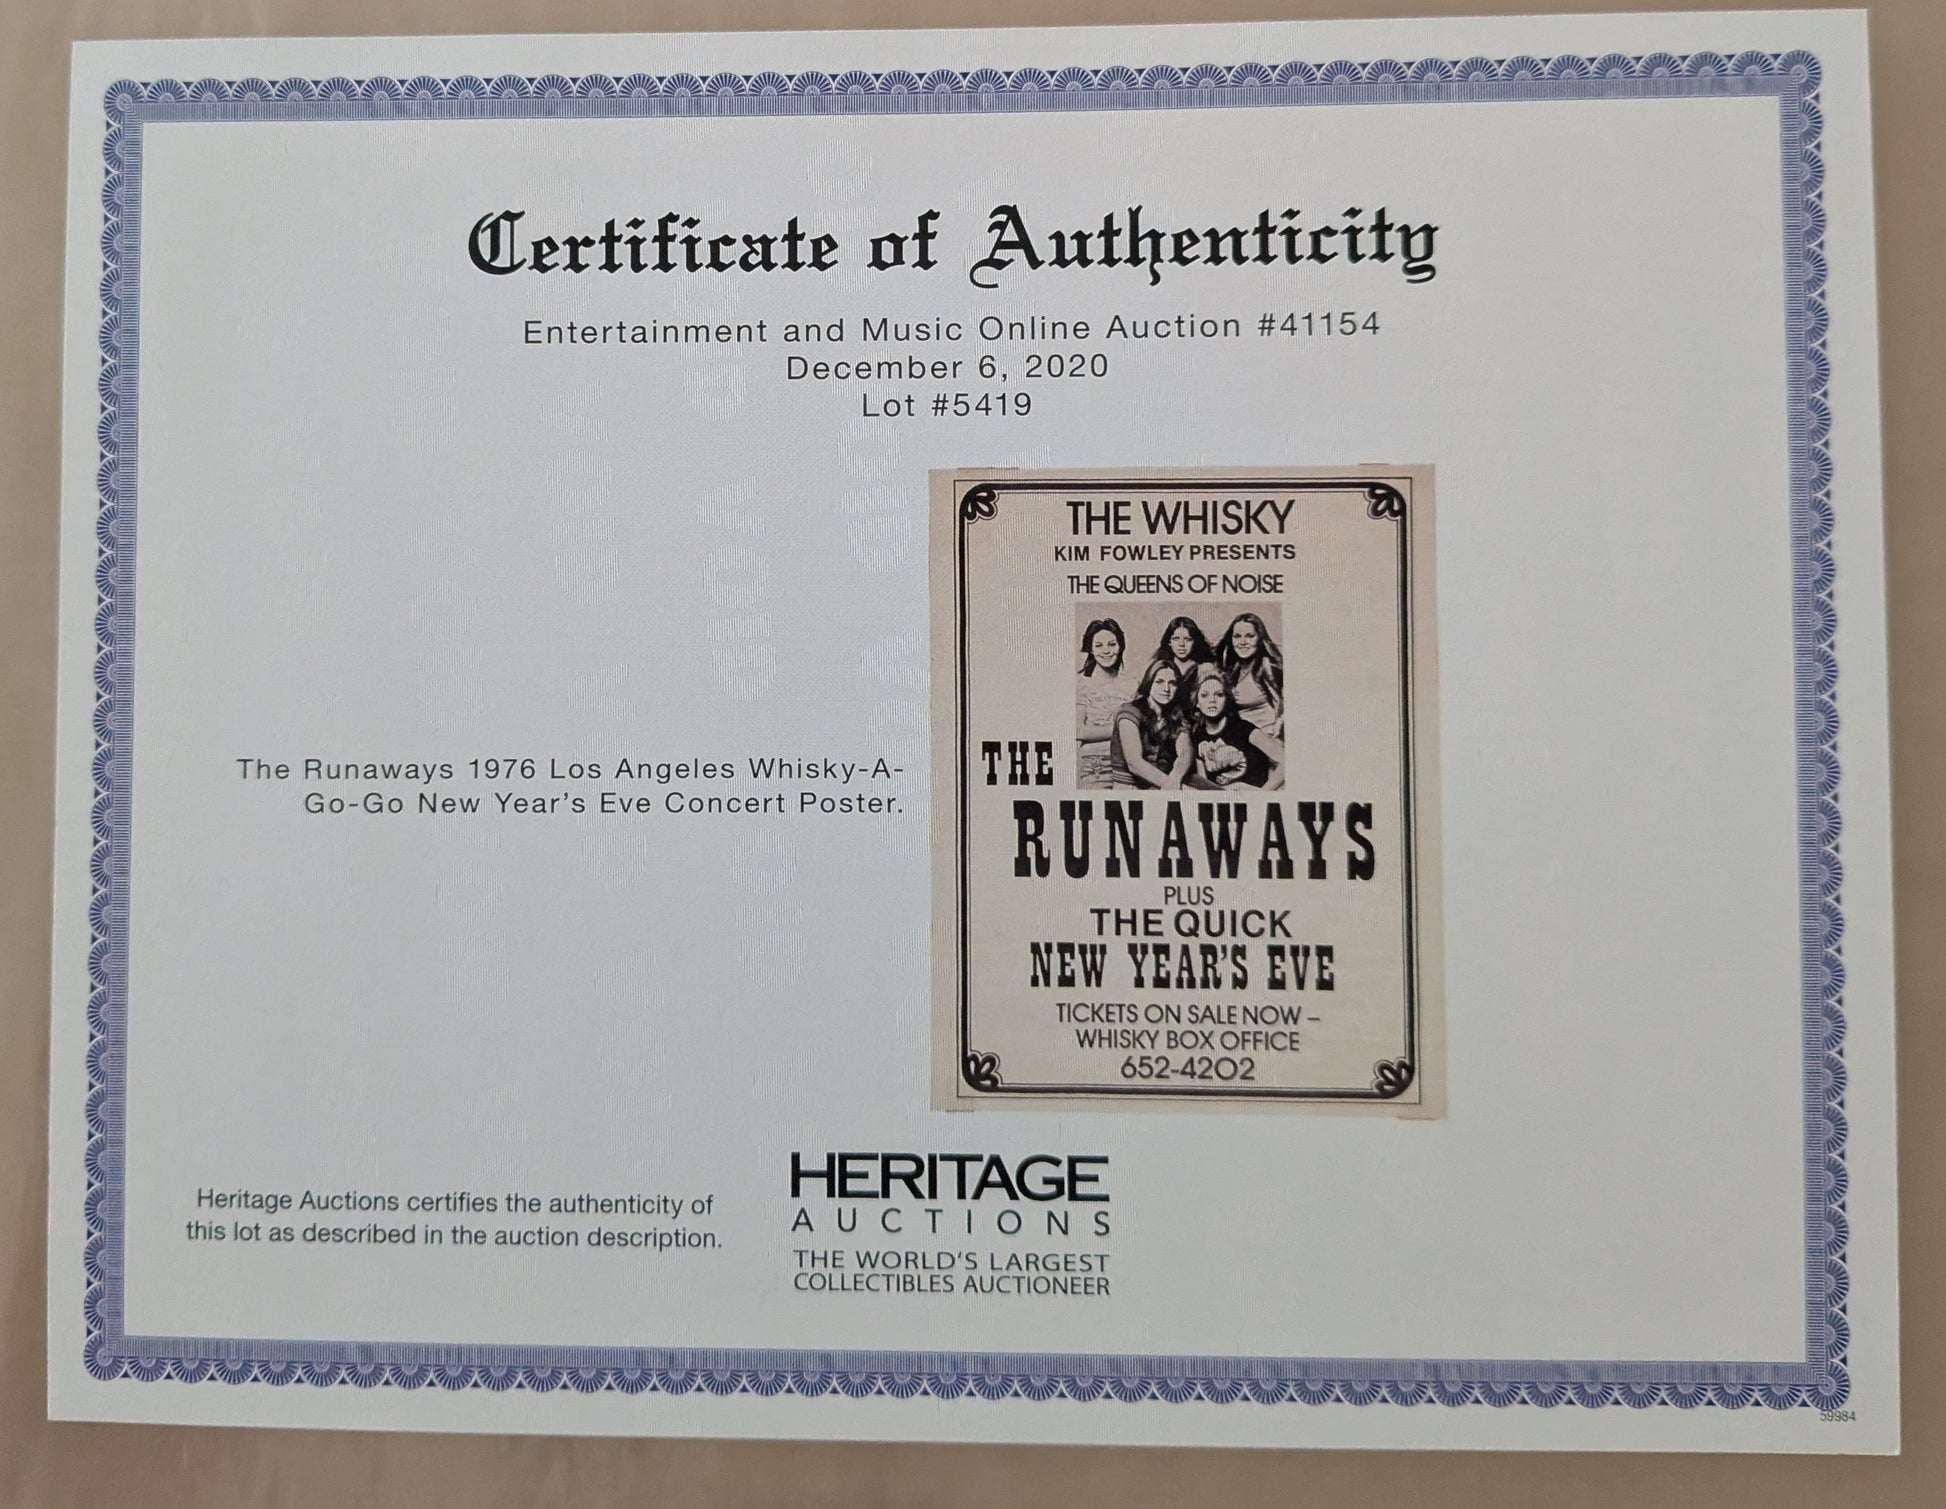 Certificate of Authenticity
Entertainment and Music Online Auction #41154
December 6, 2020
Lot #5419
The Runaways 1976 Los Angeles Whisky-A-
Go-Go New Year's Eve Concert Poster.
THE WHISKY
KIM FOWLEY PRESENTS
THE QUEENS OF NOISE
THE
RUNAWAYS
PLUS
THE QUICK
NEW YEAR'S EVE
TICKETS ON SALE NOW –
WHISKY BOX OFFICE
652-4202
Heritage Auctions certifies the authenticity of
this lot as described in the auction description.
HERITAGE
AUCTIONS
THE WORLD'S LARGEST
COLLECTIBLES AUCTIONEER
59984